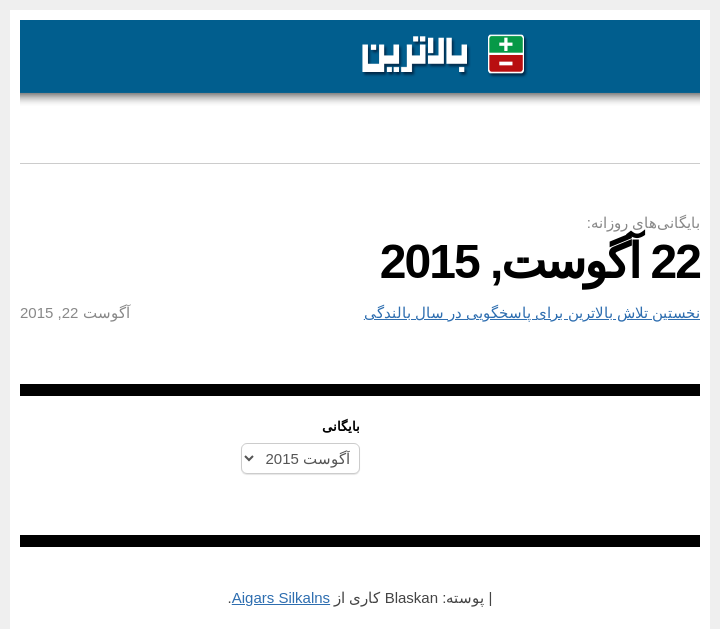 بالاترین
بایگانی‌های روزانه:
22 آگوست, 2015
نخستین تلاش بالاترین برای پاسخگویی در سال بالندگی
آگوست 22, 2015
بایگانی
آگوست 2015
| پوسته: Blaskan کاری از Aigars Silkalns.